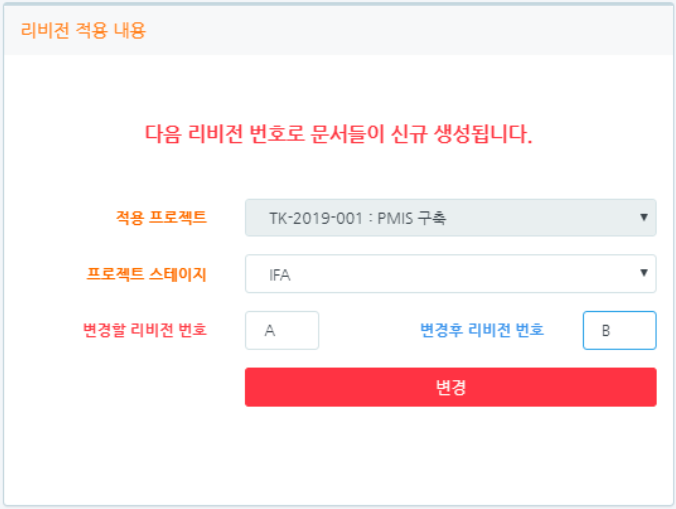 리비전 적용 내용
다음 리비전 번호로 문서들이 신규 생성됩니다.
적용 프로젝트 TK-2019-001 : PMIS 구축
프로젝트 스테이지 IFA
변경할 리비전 번호 A 변경후 리비전 번호 B
변경